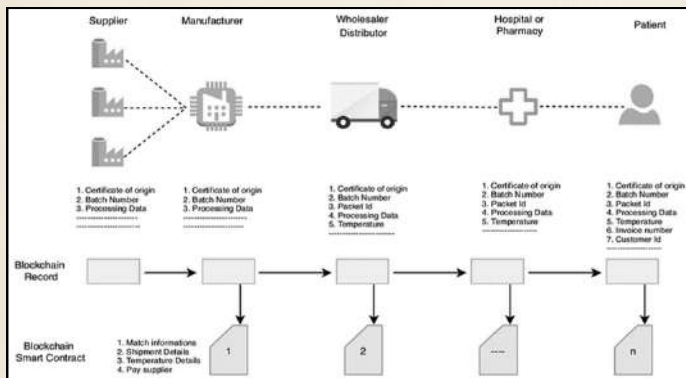 Supplier
Manufacturer
Wholesaler
Distributor
Hospital or
Pharmacy
Patient
1. Certificate of origin
2. Batch Number
3. Processing Data
1. Certificate of origin
2. Batch Number
3. Processing Data
1. Certificate of origin
2. Batch Number
3. Packet Id
4. Processing Data
5. Temperature
1. Certificate of origin
2. Batch Number
3. Packet Id
4. Processing Data
5. Temperature
1. Certificate of origin
2. Batch Number
3. Packet Id
4. Processing Data
5. Temperature
6. Invoice number
7. Customer Id
Blockchain
Record
Blockchain
Smart Contract
1. Match informations
2. Shipment Details
3. Temperature Details
4. Pay supplier
1
2
----
n